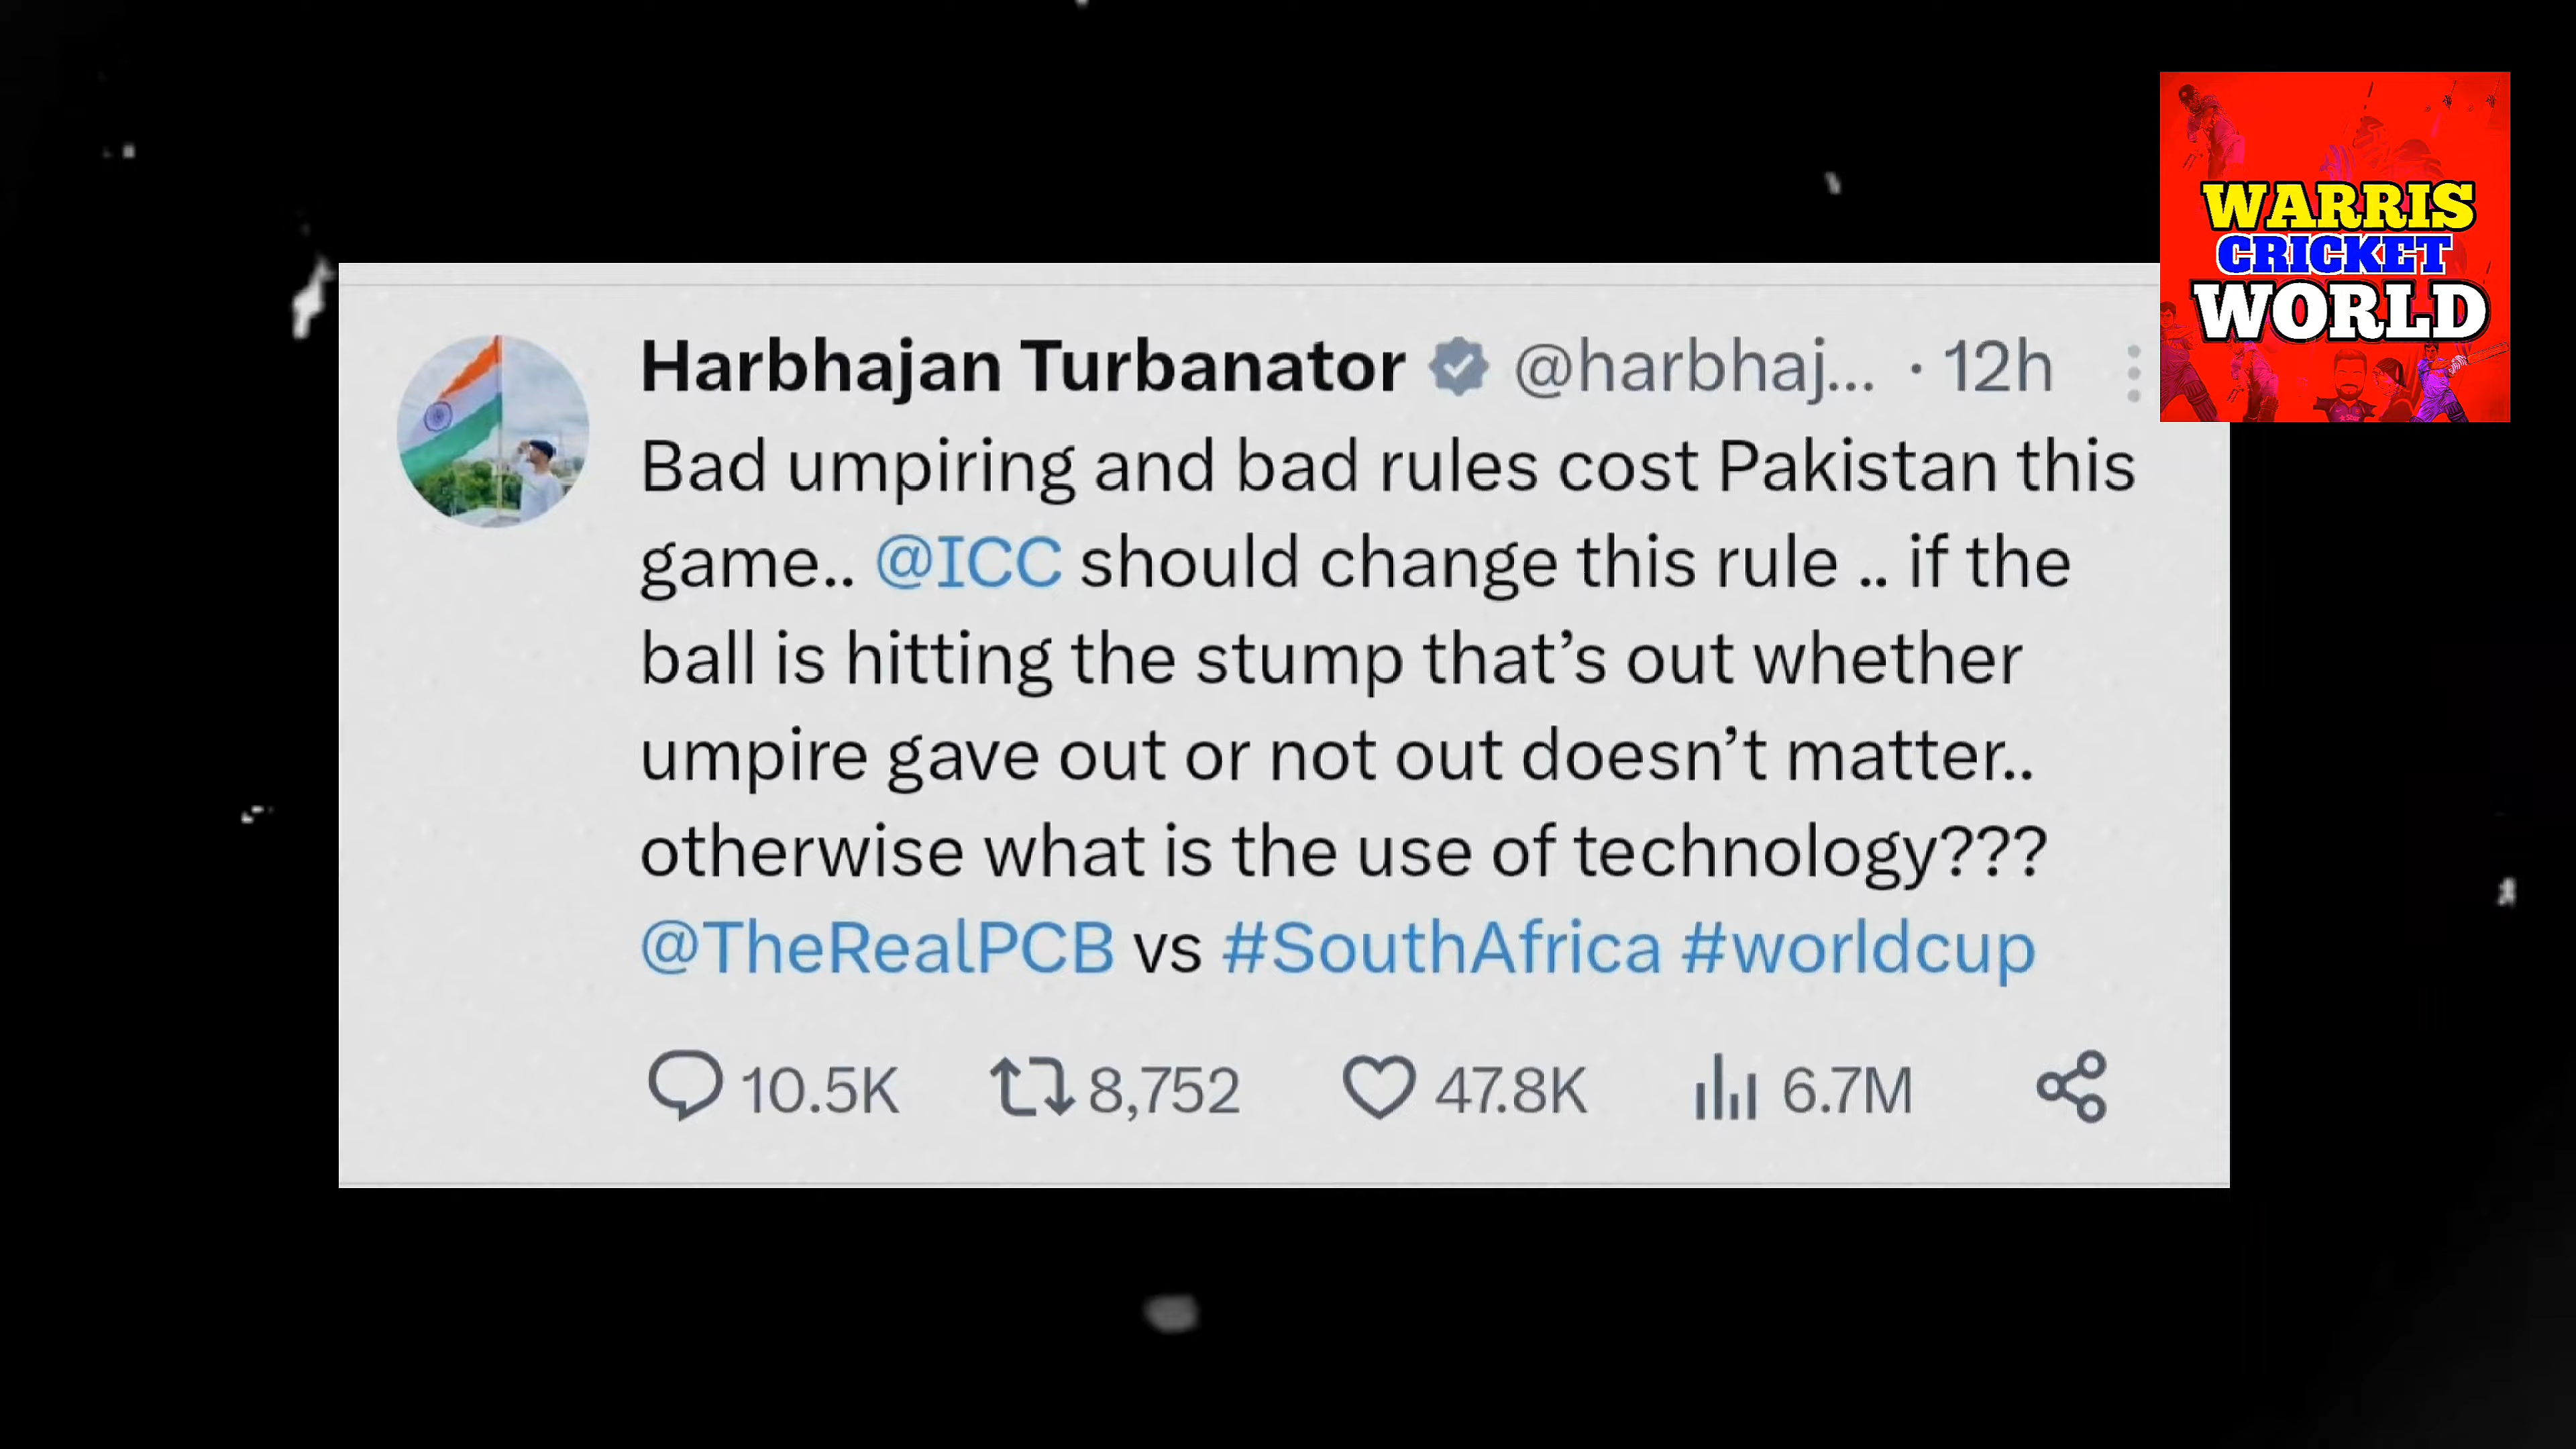 WARRIS
CRICKET
WORLD
Harbhajan Turbanator @harbhaj... · 12h
Bad umpiring and bad rules cost Pakistan this
game.. @ICC should change this rule .. if the
ball is hitting the stump that’s out whether
umpire gave out or not out doesn’t matter..
otherwise what is the use of technology???
@TheRealPCB vs #SouthAfrica #worldcup
10.5K 8,752 47.8K 6.7M